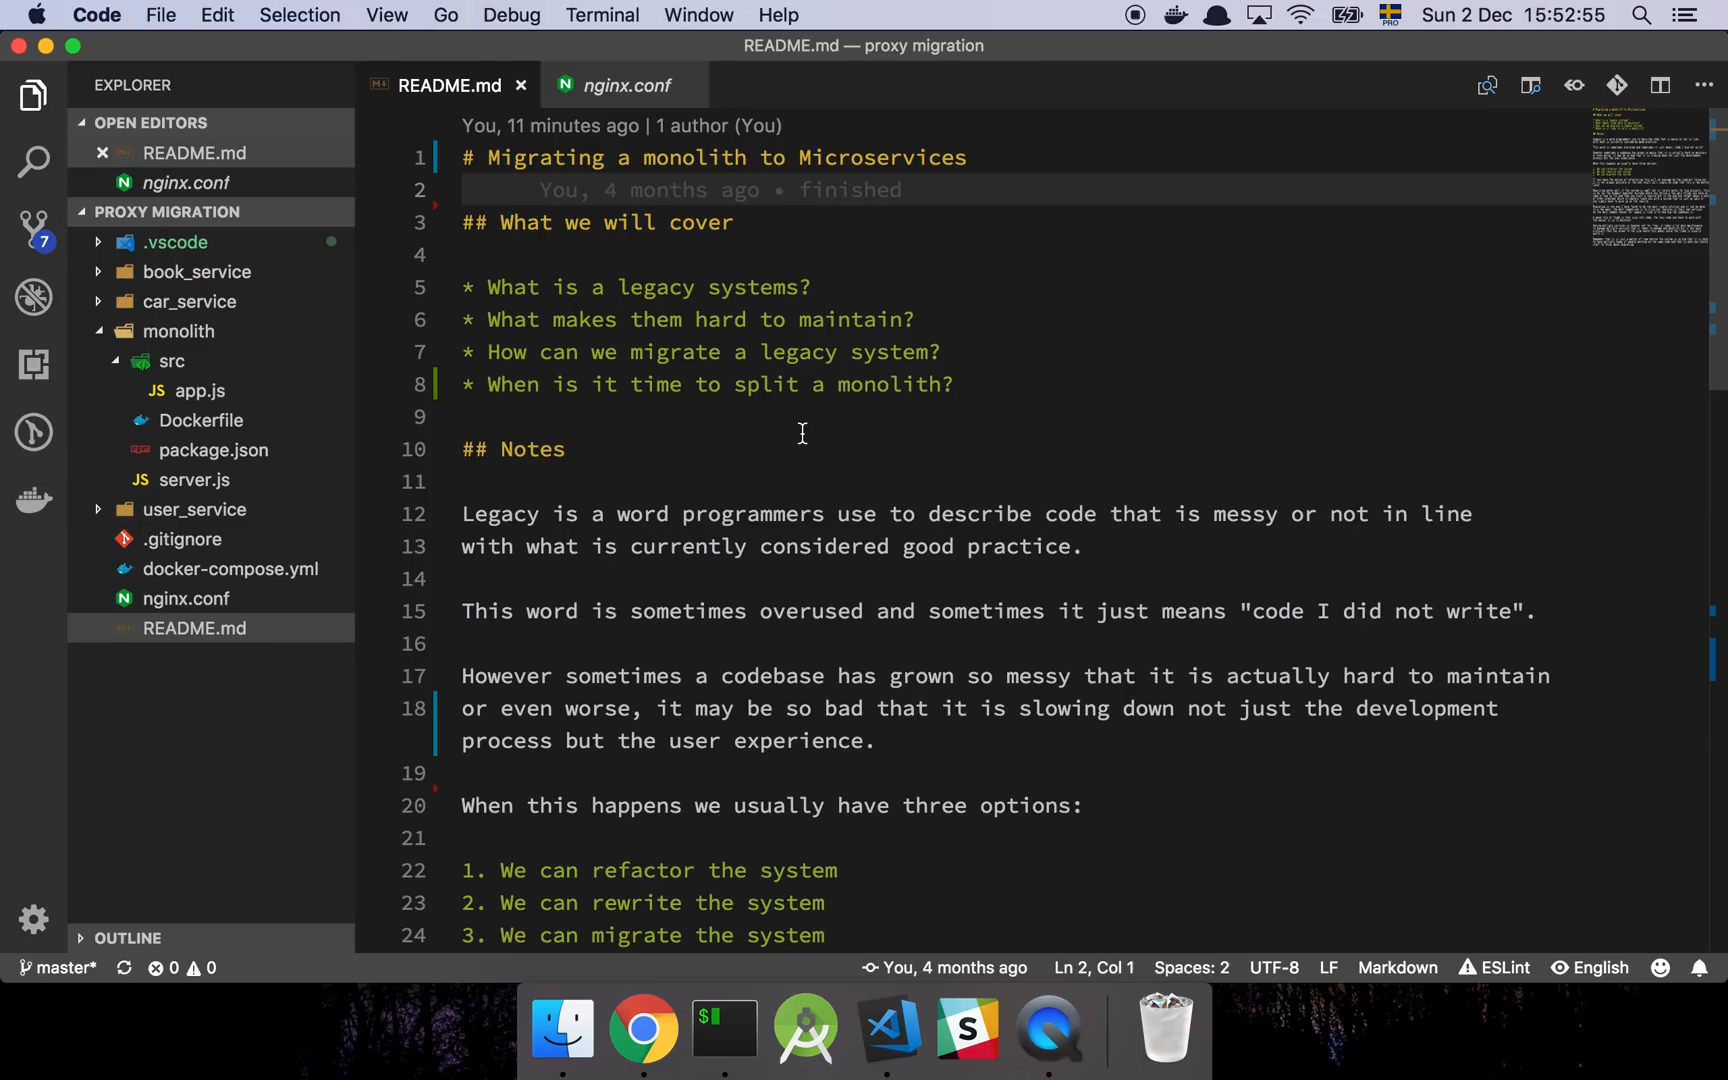 Code File Edit Selection View Go Debug Terminal Window Help PRO Sun 2 Dec 15:52:55
README.md — proxy migration
EXPLORER
README.md
nginx.conf
OPEN EDITORS
README.md
nginx.conf
PROXY MIGRATION
.vscode
book_service
car_service
monolith
src
JS app.js
Dockerfile
package.json
JS server.js
user_service
.gitignore
docker-compose.yml
nginx.conf
README.md
OUTLINE
7
You, 11 minutes ago | 1 author (You)
1 # Migrating a monolith to Microservices
2 You, 4 months ago • finished
3 ## What we will cover
4
5 * What is a legacy systems?
6 * What makes them hard to maintain?
7 * How can we migrate a legacy system?
8 * When is it time to split a monolith?
9
10 ## Notes
11
12 Legacy is a word programmers use to describe code that is messy or not in line
13 with what is currently considered good practice.
14
15 This word is sometimes overused and sometimes it just means "code I did not write".
16
17 However sometimes a codebase has grown so messy that it is actually hard to maintain
18 or even worse, it may be so bad that it is slowing down not just the development
process but the user experience.
19
20 When this happens we usually have three options:
21
22 1. We can refactor the system
23 2. We can rewrite the system
24 3. We can migrate the system
master* 0 0 You, 4 months ago Ln 2, Col 1 Spaces: 2 UTF-8 LF Markdown ESLint English
$
S